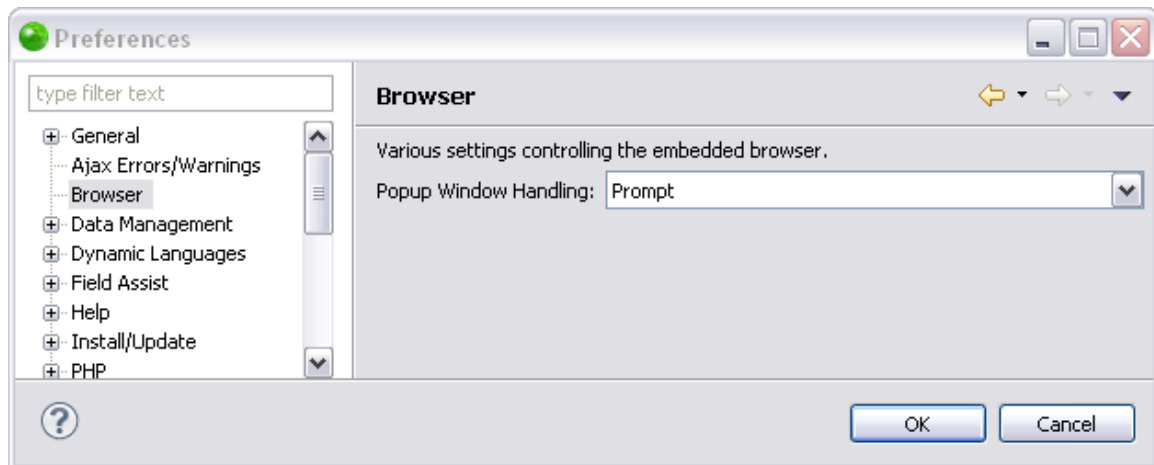 Preferences
type filter text
General
Ajax Errors/Warnings
Browser
Data Management
Dynamic Languages
Field Assist
Help
Install/Update
PHP
Browser
Various settings controlling the embedded browser.
Popup Window Handling: Prompt
?
OK
Cancel